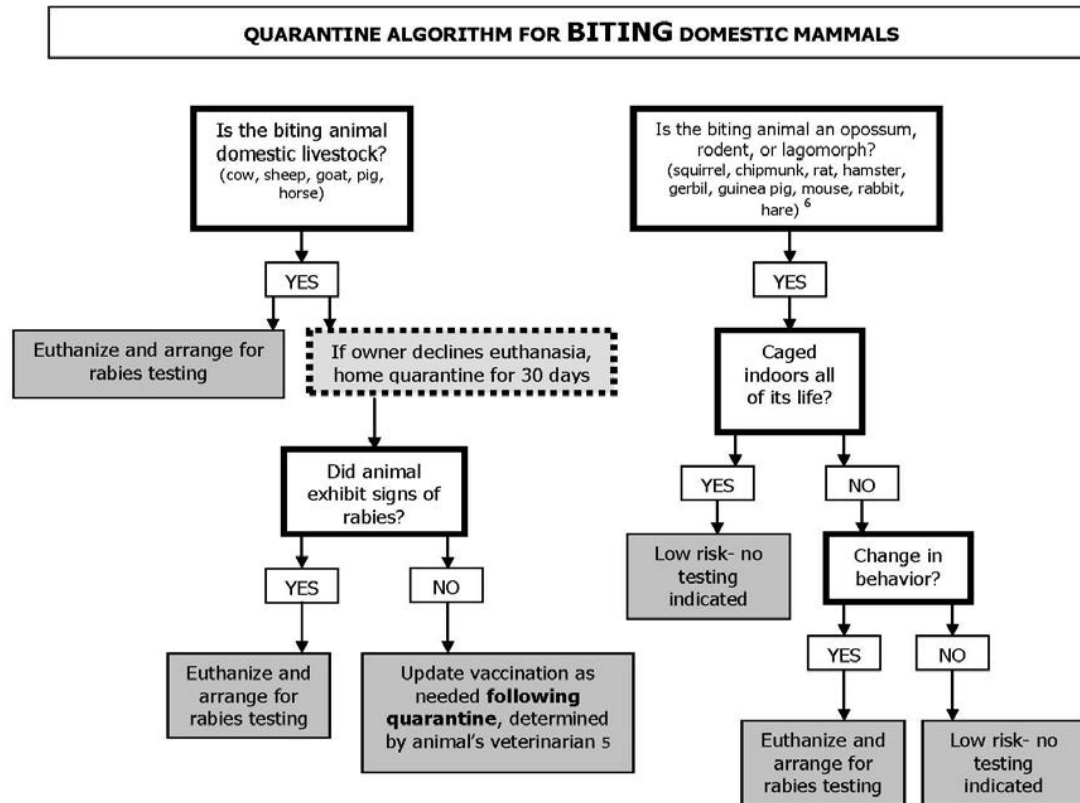 QUARANTINE ALGORITHM FOR BITING DOMESTIC MAMMALS
Is the biting animal
domestic livestock?
(cow, sheep, goat, pig,
horse)
YES
Euthanize and arrange for
rabies testing
If owner declines euthanasia,
home quarantine for 30 days
Did animal
exhibit signs of
rabies?
YES
NO
Euthanize and
arrange for
rabies testing
Update vaccination as
needed following
quarantine, determined
by animal's veterinarian 5
Is the biting animal an opossum,
rodent, or lagomorph?
(squirrel, chipmunk, rat, hamster,
gerbil, guinea pig, mouse, rabbit,
hare) 6
YES
Caged
indoors all
of its life?
YES
NO
Low risk- no
testing
indicated
Change in
behavior?
YES
NO
Euthanize and
arrange for
rabies testing
Low risk- no
testing
indicated